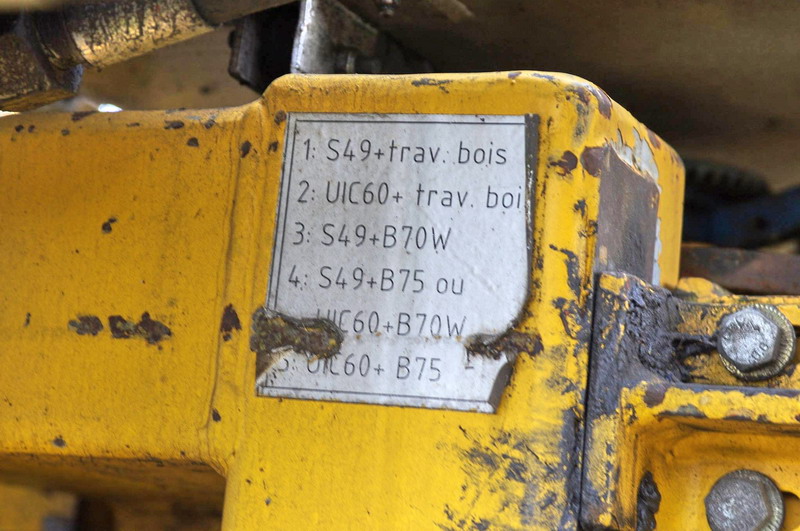 1: S49+trav. bois
2: UIC60+ trav. boi
3: S49+B70W
4: S49+B75 ou
UIC60+B70W
5: UIC60+ B75